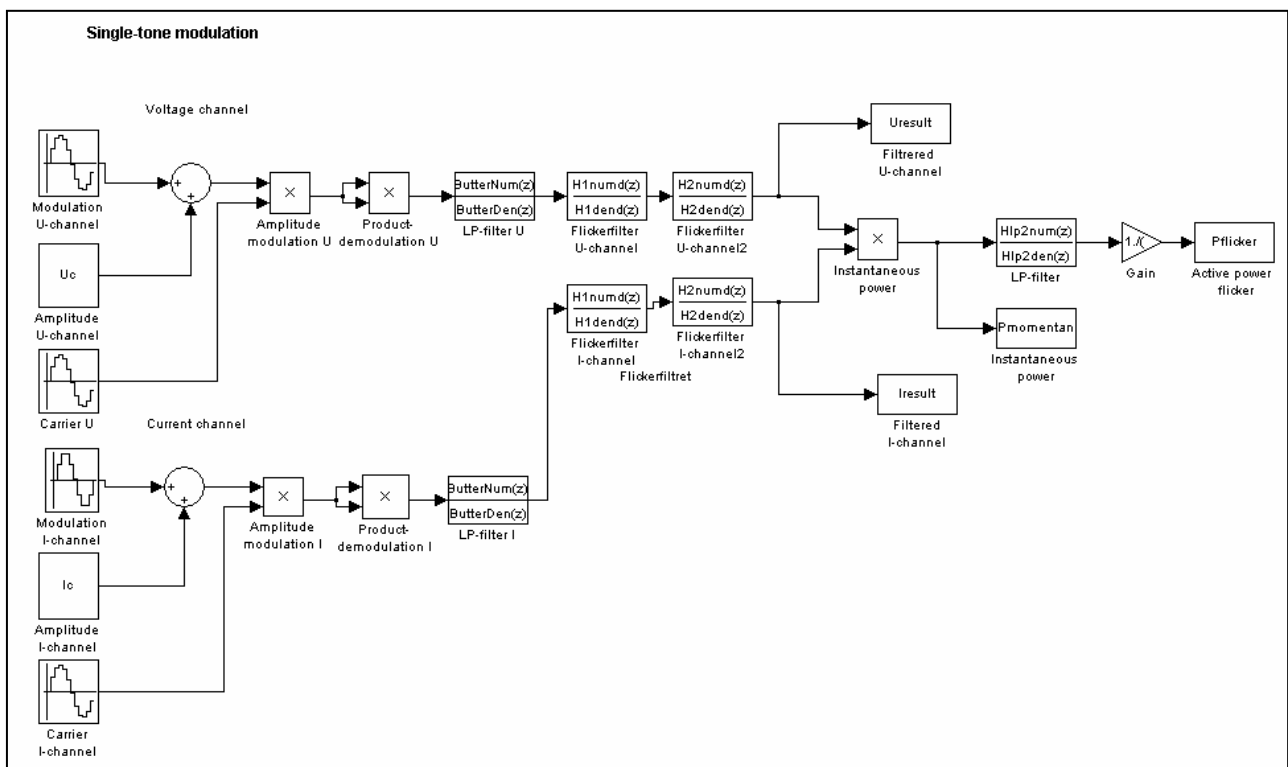 Single-tone modulation
Voltage channel
Modulation
U-channel
+
+
×
Amplitude
modulation U
×
Product-
demodulation U
ButterNum(z)
ButterDen(z)
LP-filter U
H1numd(z)
H1dend(z)
Flickerfilter
U-channel
H2numd(z)
H2dend(z)
Flickerfilter
U-channel2
Uresult
Filtrered
U-channel
Uc
Amplitude
U-channel
Carrier U
×
Instantaneous
power
Hlp2num(z)
Hlp2den(z)
LP-filter
1./(
Gain
Pflicker
Active power
flicker
Pmomentan
Instantaneous
power
H1numd(z)
H1dend(z)
Flickerfilter
I-channel
H2numd(z)
H2dend(z)
Flickerfilter
I-channel2
Flickerfiltret
Iresult
Filtered
I-channel
Current channel
Modulation
I-channel
+
+
×
Amplitude
modulation I
×
Product-
demodulation I
ButterNum(z)
ButterDen(z)
LP-filter I
Ic
Amplitude
I-channel
Carrier
I-channel